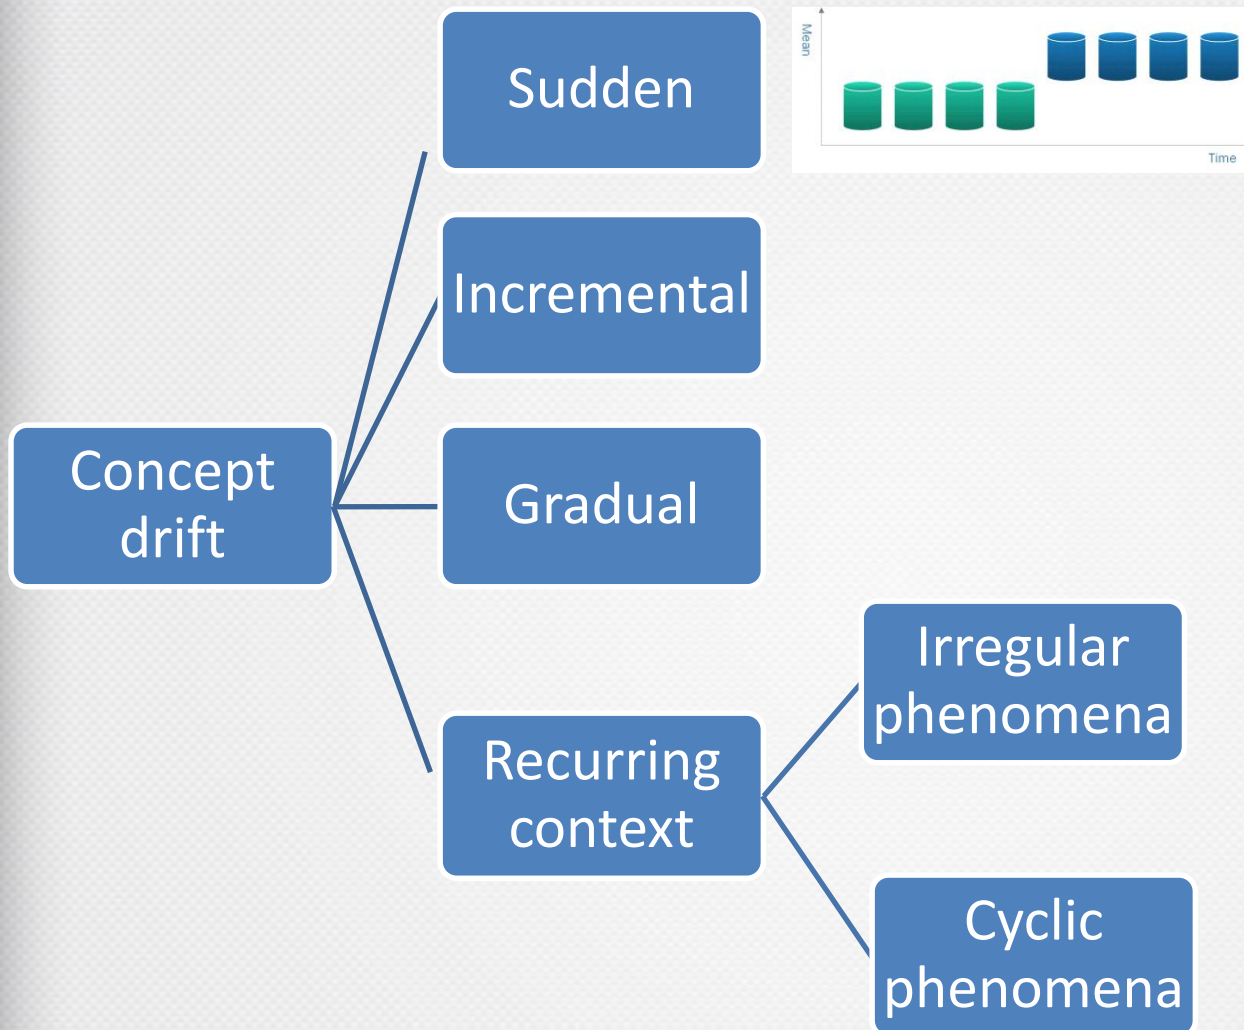 Sudden
Mean
Time
Incremental
Concept
drift
Gradual
Irregular
phenomena
Recurring
context
Cyclic
phenomena